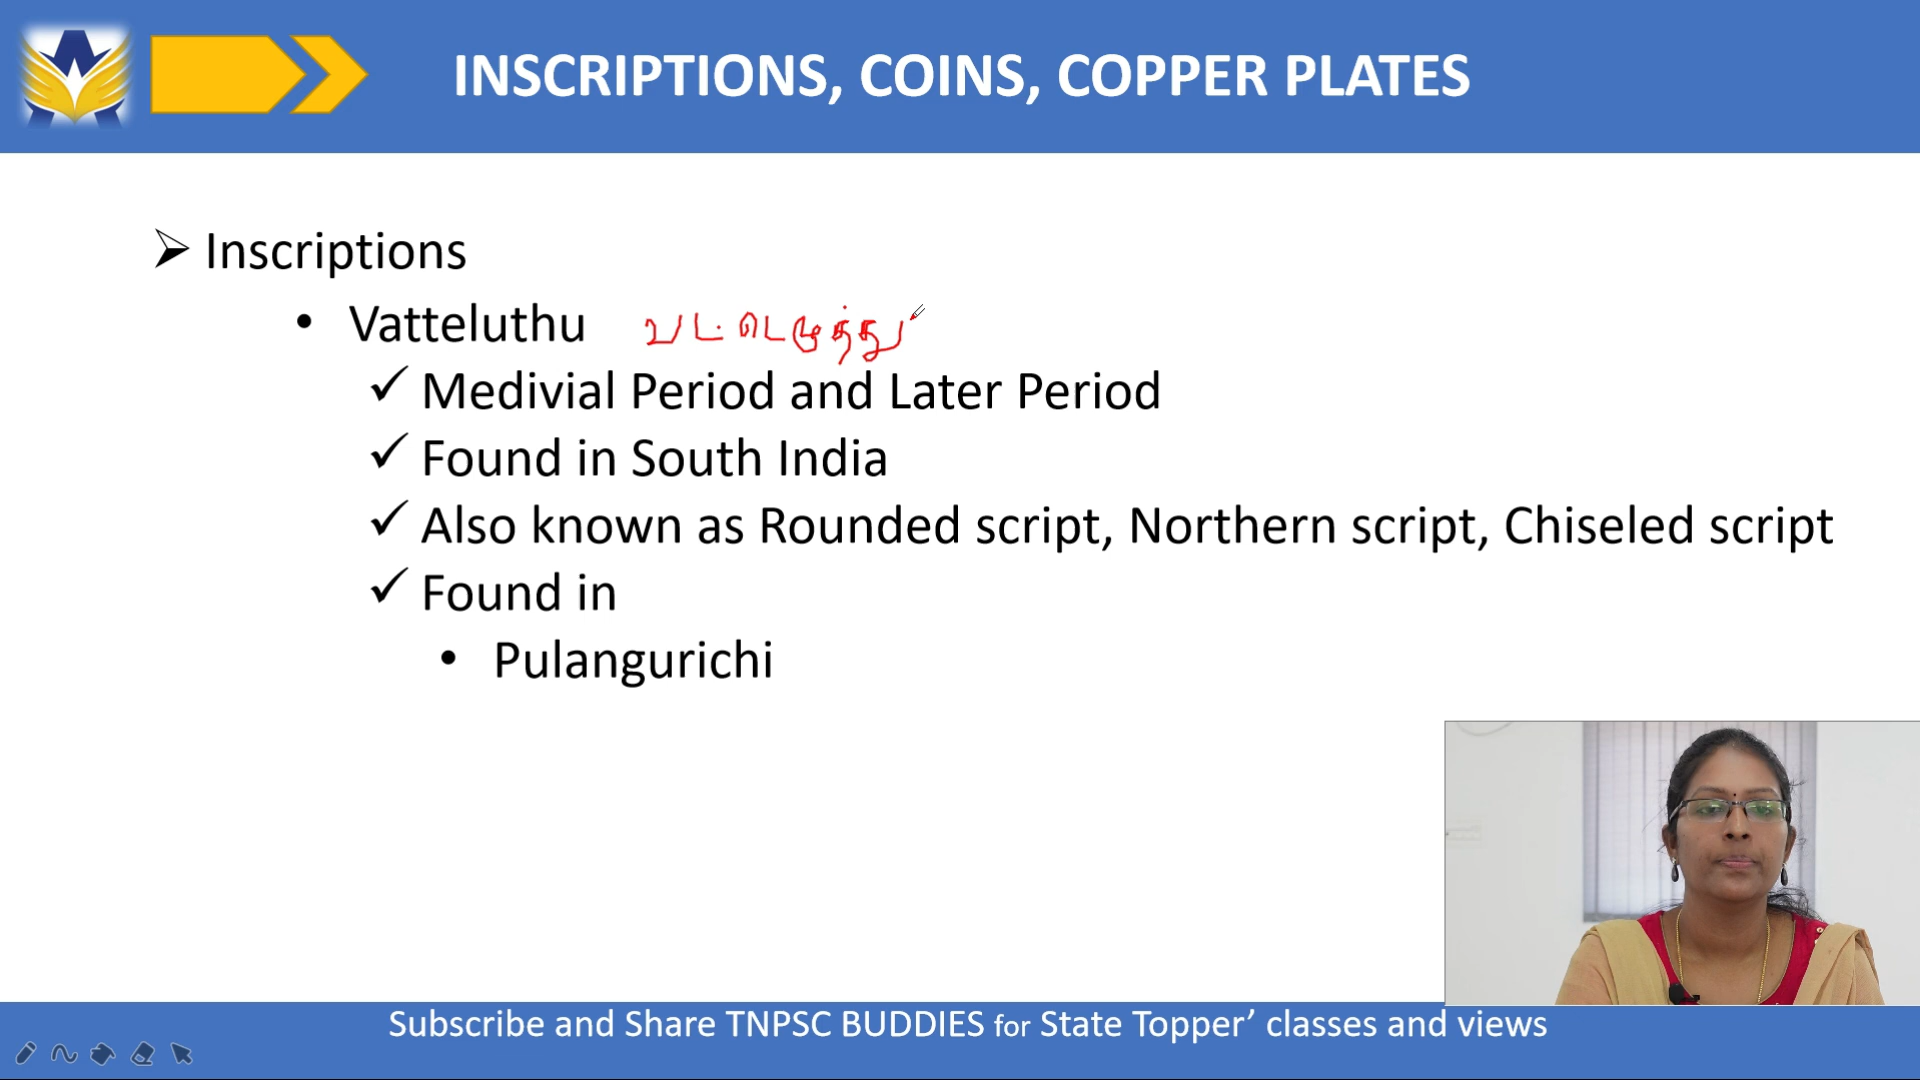 INSCRIPTIONS, COINS, COPPER PLATES
Inscriptions
Vatteluthu வட்டெழுத்து
Medivial Period and Later Period
Found in South India
Also known as Rounded script, Northern script, Chiseled script
Found in
Pulangurichi
Subscribe and Share TNPSC BUDDIES for State Topper’ classes and views